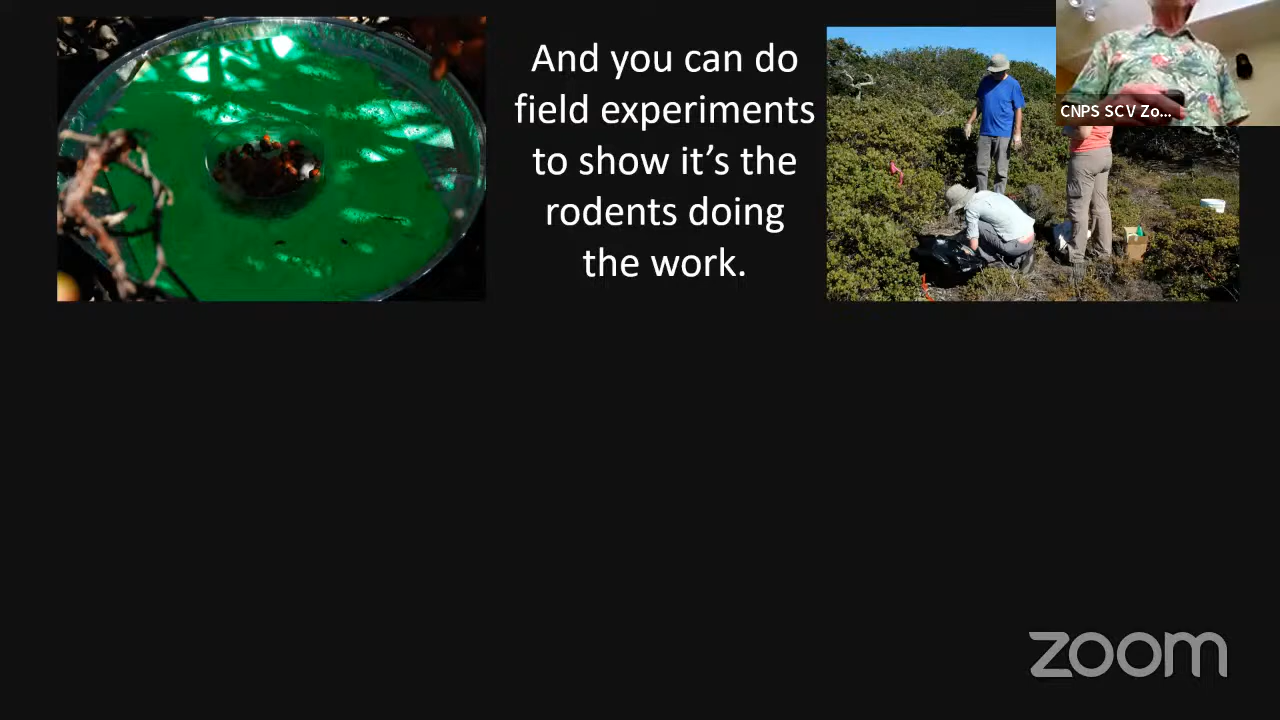 And you can do
field experiments
to show it’s the
rodents doing
the work.
CNPS SCV Zo...
zoom